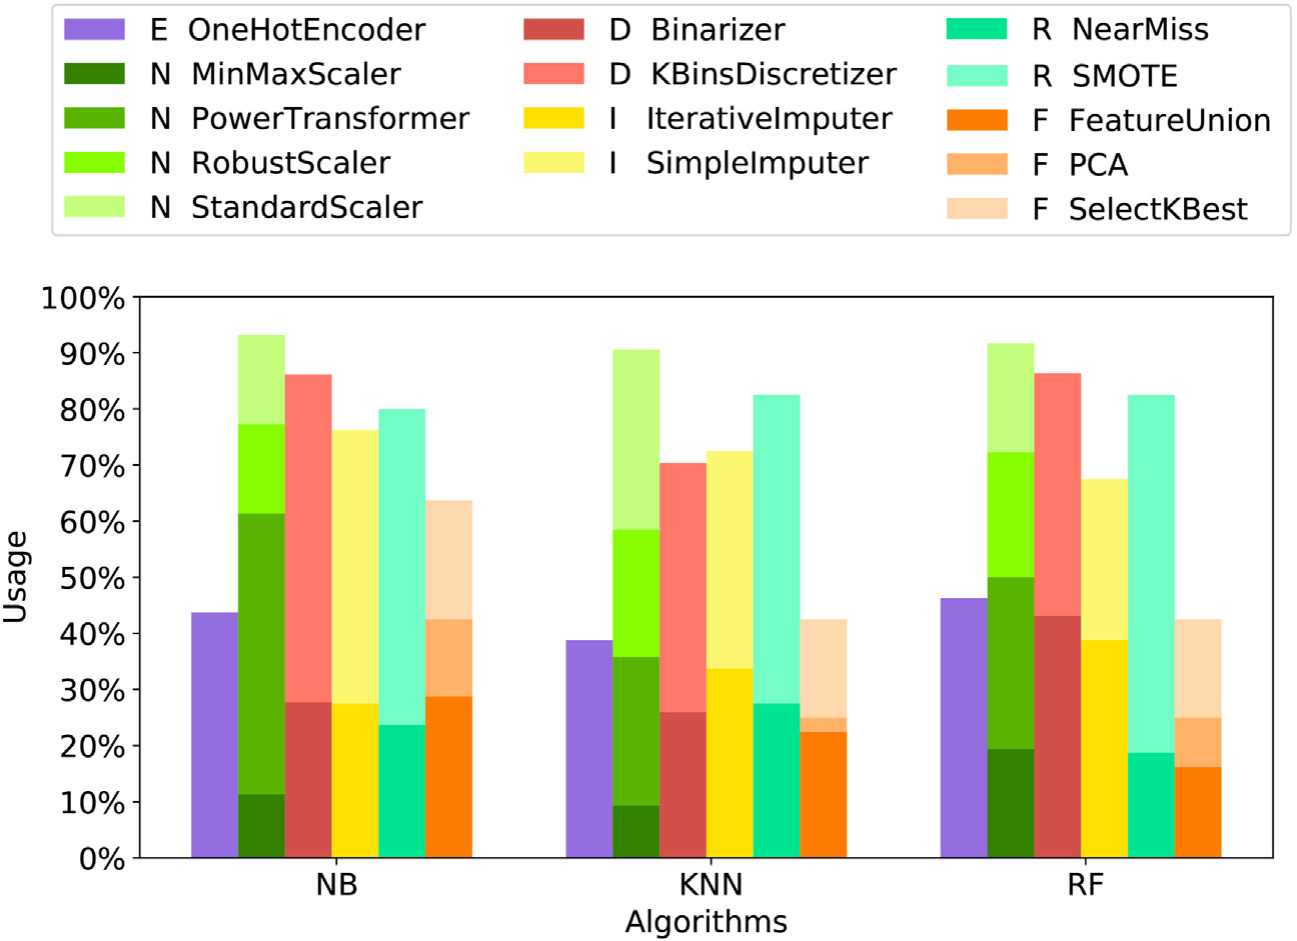 E OneHotEncoder
N MinMaxScaler
N PowerTransformer
N RobustScaler
N StandardScaler
D Binarizer
D KBinsDiscretizer
I IterativeImputer
I SimpleImputer
R NearMiss
R SMOTE
F FeatureUnion
F PCA
F SelectKBest
100%
90%
80%
70%
60%
50%
40%
30%
20%
10%
0%
Usage
NB KNN RF
Algorithms